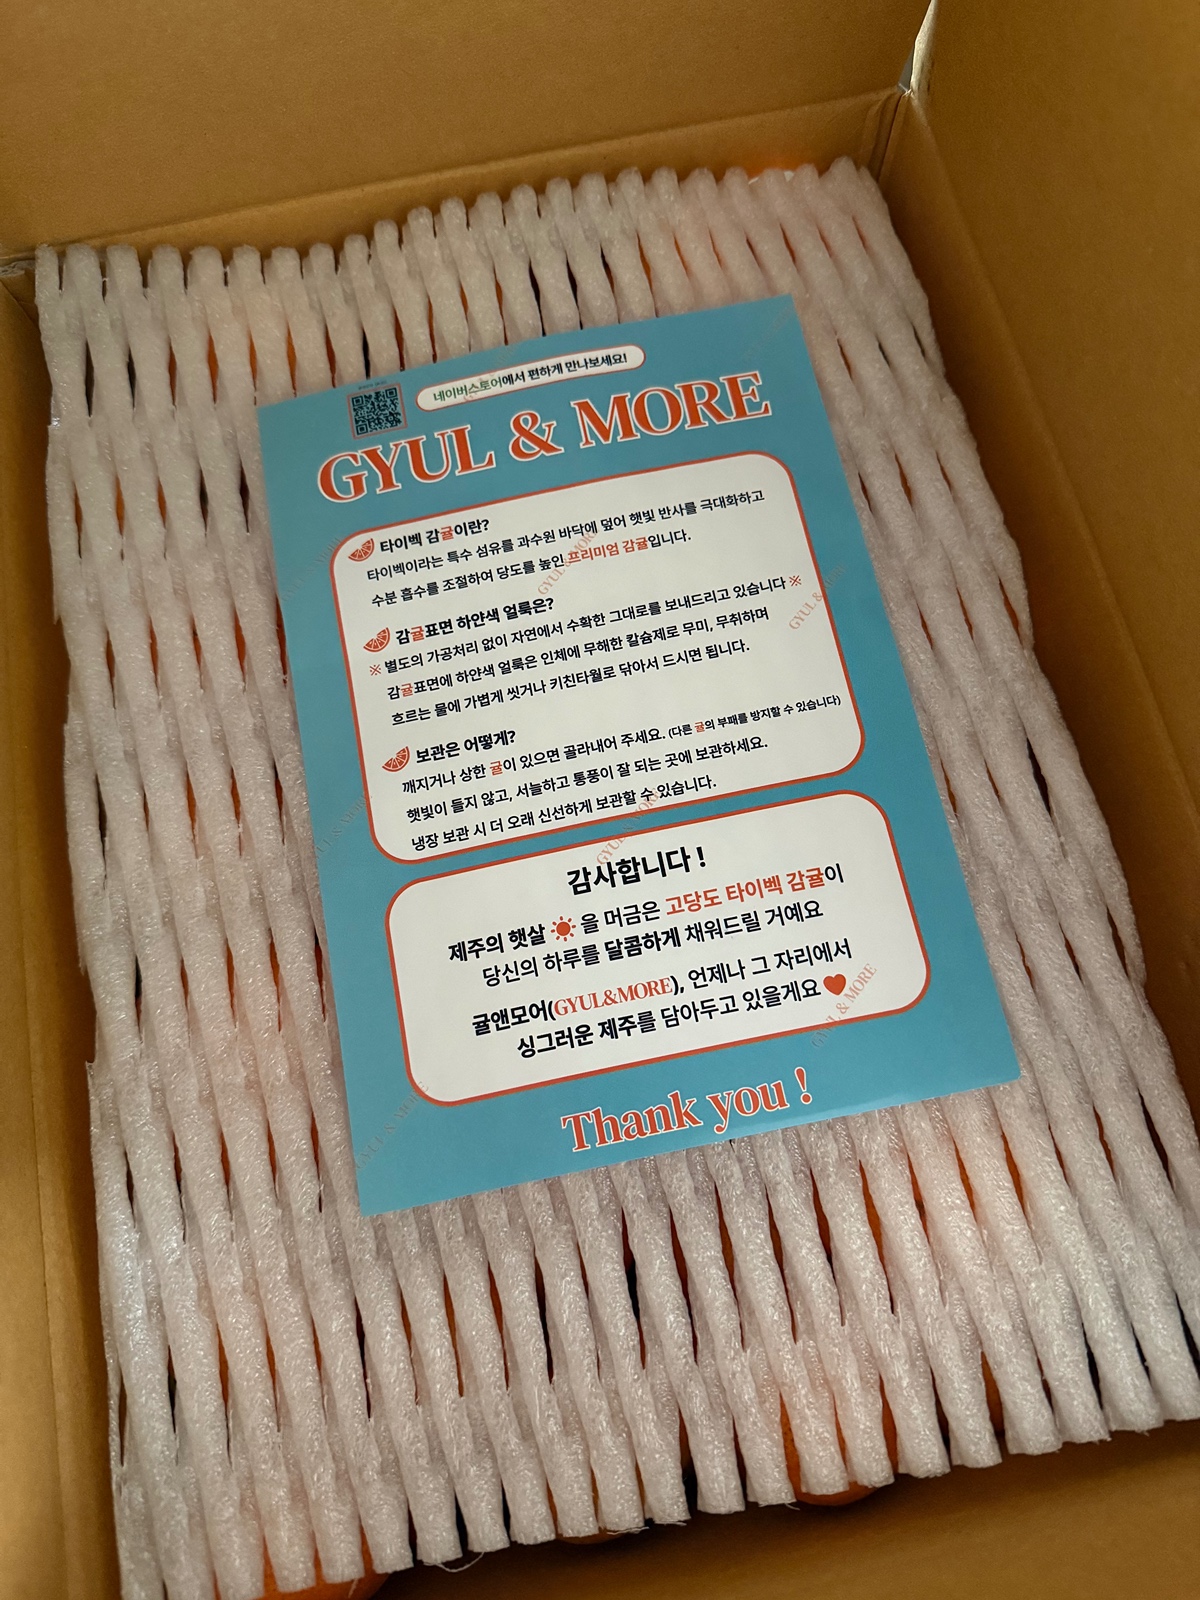 네이버스토어에서 편하게 만나보세요!
GYUL & MORE
타이벡 감귤이란?
타이벡이라는 특수 섬유를 과수원 바닥에 덮어 햇빛 반사를 극대화하고
수분 흡수를 조절하여 당도를 높인 프리미엄 감귤입니다.
감귤표면 하얀색 얼룩은?
※ 별도의 가공처리 없이 자연에서 수확한 그대로를 보내드리고 있습니다 ※
감귤표면에 하얀색 얼룩은 인체에 무해한 칼슘제로 무미, 무취하며
흐르는 물에 가볍게 씻거나 키친타월로 닦아서 드시면 됩니다.
보관은 어떻게?
깨지거나 상한 귤이 있으면 골라내어 주세요. (다른 귤의 부패를 방지할 수 있습니다)
햇빛이 들지 않고, 서늘하고 통풍이 잘 되는 곳에 보관하세요.
냉장 보관 시 더 오래 신선하게 보관할 수 있습니다.
감사합니다 !
제주의 햇살 을 머금은 고당도 타이벡 감귤이
당신의 하루를 달콤하게 채워드릴 거예요
귤앤모어(GYUL&MORE), 언제나 그 자리에서
싱그러운 제주를 담아두고 있을게요
Thank you !
GYUL & MORE
GYUL & MORE
GYUL & MORE
GYUL & MORE